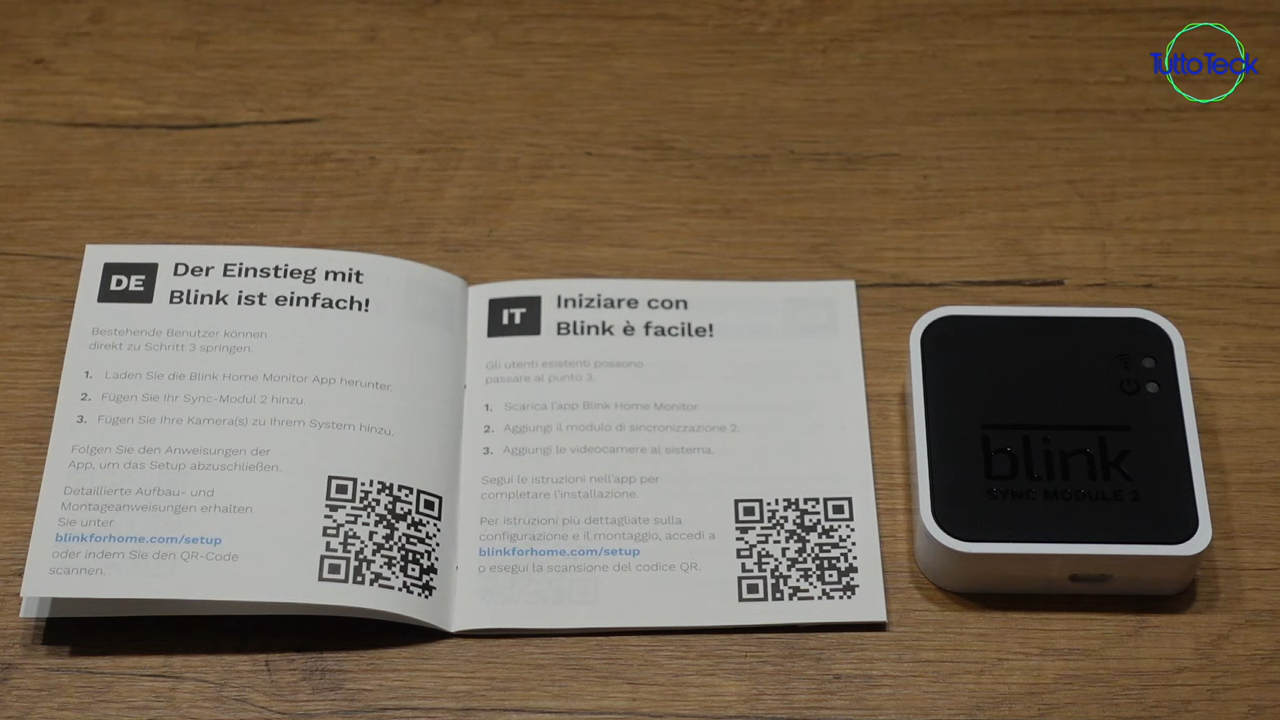 TuttoTeck
DE
Der Einstieg mit
Blink ist einfach!
Bestehende Benutzer können
direkt zu Schritt 3 springen.
1. Laden Sie die Blink Home Monitor App herunter.
2. Fügen Sie Ihr Sync-Modul 2 hinzu.
3. Fügen Sie Ihre Kamera(s) zu Ihrem System hinzu.
Folgen Sie den Anweisungen der
App, um das Setup abzuschließen.
Detaillierte Aufbau- und
Montageanweisungen erhalten
Sie unter
blinkforhome.com/setup
oder indem Sie den QR-Code
scannen.
IT
Iniziare con
Blink è facile!
Gli utenti esistenti possono
passare al punto 3.
1. Scarica l'app Blink Home Monitor
2. Aggiungi il modulo di sincronizzazione 2.
3. Aggiungi le videocamere al sistema.
Segui le istruzioni nell'app per
completare l'installazione.
Per istruzioni più dettagliate sulla
configurazione e il montaggio, accedi a
blinkforhome.com/setup
o esegui la scansione del codice QR.
blink
SYNC MODULE 2